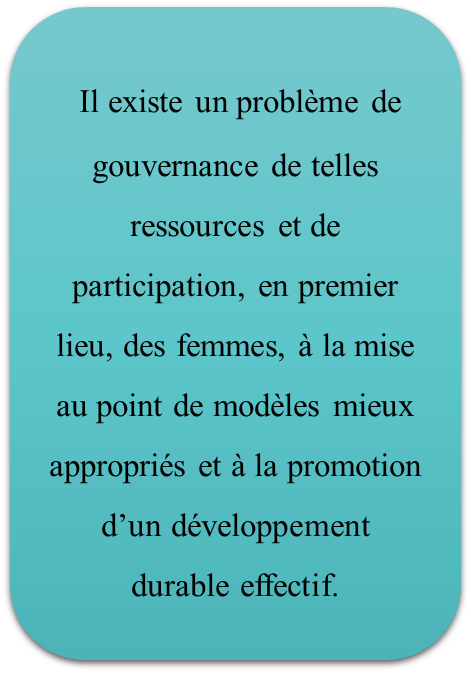 Il existe un problème de
gouvernance de telles
ressources et de
participation, en premier
lieu, des femmes, à la mise
au point de modèles mieux
appropriés et à la promotion
d’un développement
durable effectif.